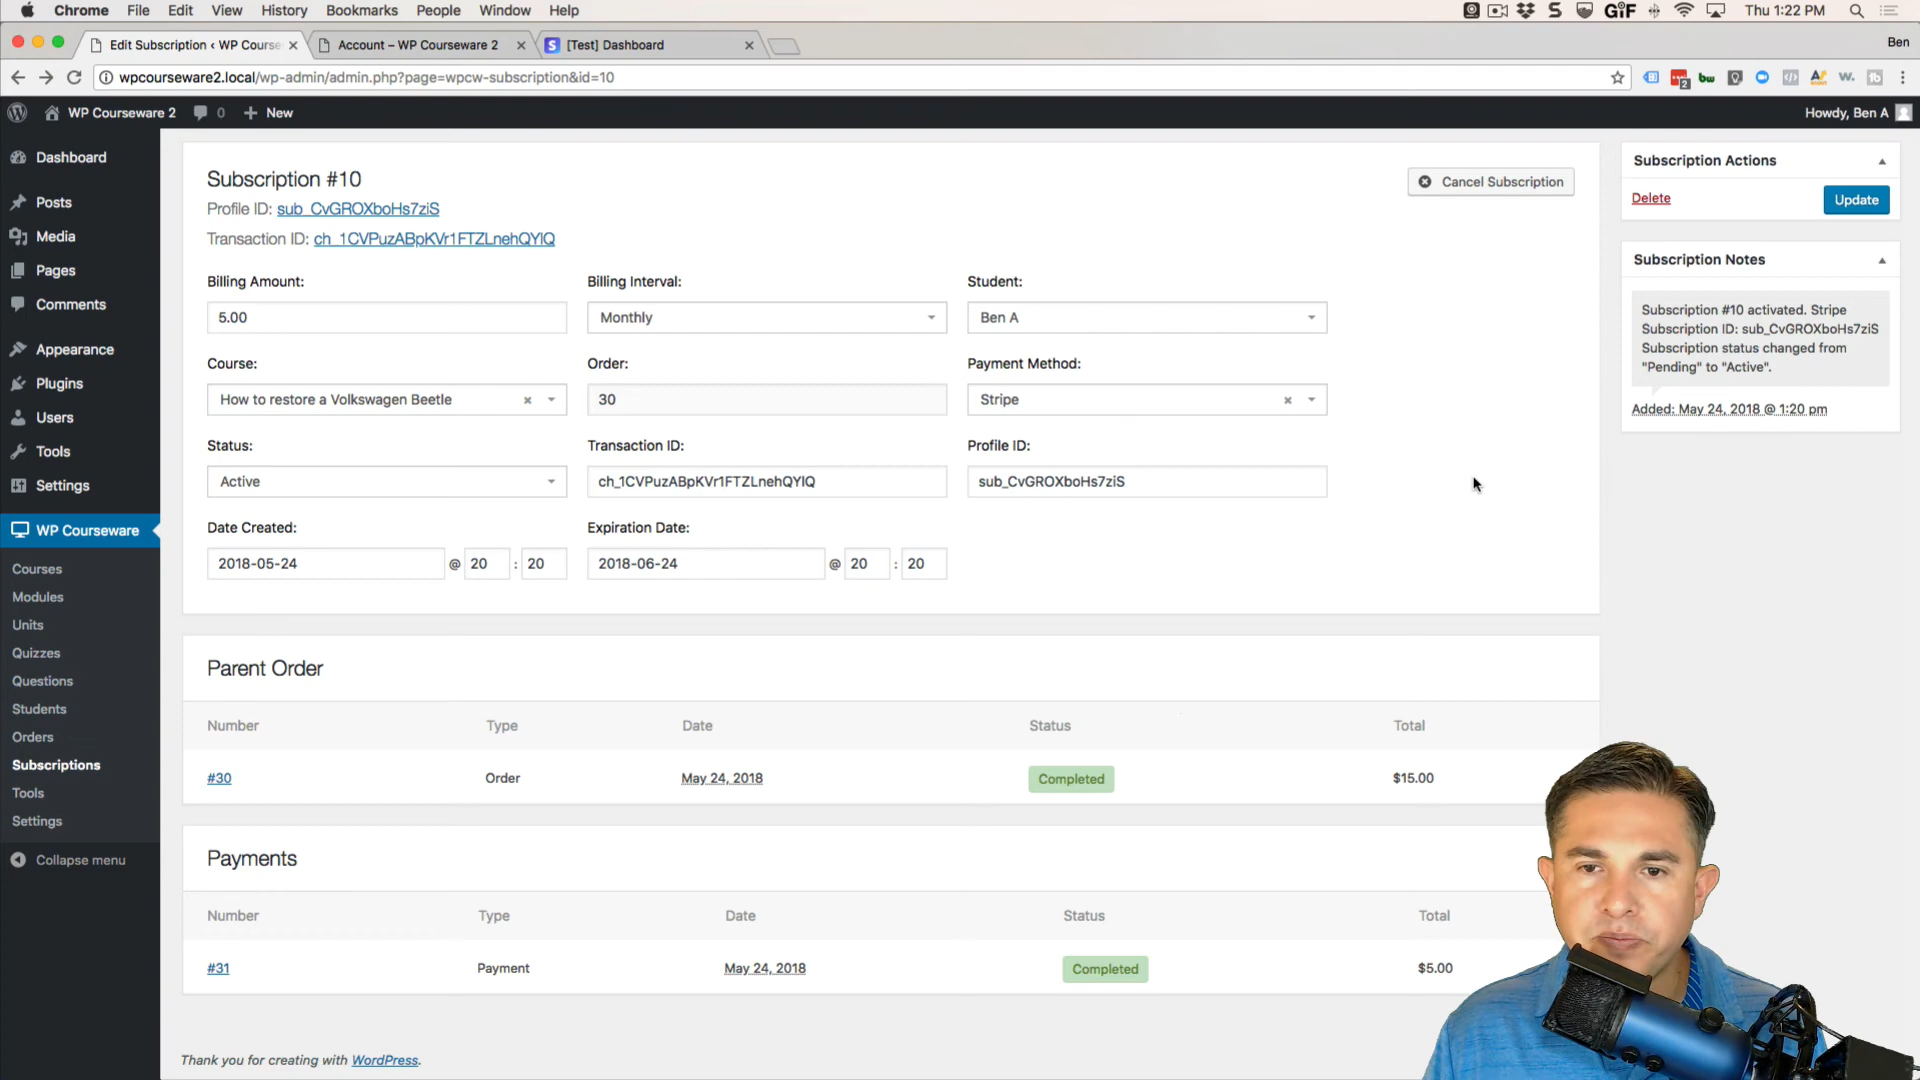 Chrome File Edit View History Bookmarks People Window Help GIF Thu 1:22 PM
Edit Subscription ‹ WP Course Account – WP Courseware 2 [Test] Dashboard Ben
wpcourseware2.local/wp-admin/admin.php?page=wpcw-subscription&id=10
WP Courseware 2 0 New Howdy, Ben A
Dashboard
Posts
Media
Pages
Comments
Appearance
Plugins
Users
Tools
Settings
WP Courseware
Courses
Modules
Units
Quizzes
Questions
Students
Orders
Subscriptions
Tools
Settings
Collapse menu
Subscription #10
Cancel Subscription
Profile ID: sub_CvGROXboHs7ziS
Transaction ID: ch_1CVPuzABpKVr1FTZLnehQYlQ
Billing Amount: Billing Interval: Student:
5.00 Monthly Ben A
Course: Order: Payment Method:
How to restore a Volkswagen Beetle × 30 Stripe ×
Status: Transaction ID: Profile ID:
Active ch_1CVPuzABpKVr1FTZLnehQYlQ sub_CvGROXboHs7ziS
Date Created: Expiration Date:
2018-05-24 @ 20 : 20 2018-06-24 @ 20 : 20
Parent Order
Number Type Date Status Total
#30 Order May 24, 2018 Completed $15.00
Payments
Number Type Date Status Total
#31 Payment May 24, 2018 Completed $5.00
Thank you for creating with WordPress.
Subscription Actions
Delete Update
Subscription Notes
Subscription #10 activated. Stripe
Subscription ID: sub_CvGROXboHs7ziS
Subscription status changed from
"Pending" to "Active".
Added: May 24, 2018 @ 1:20 pm